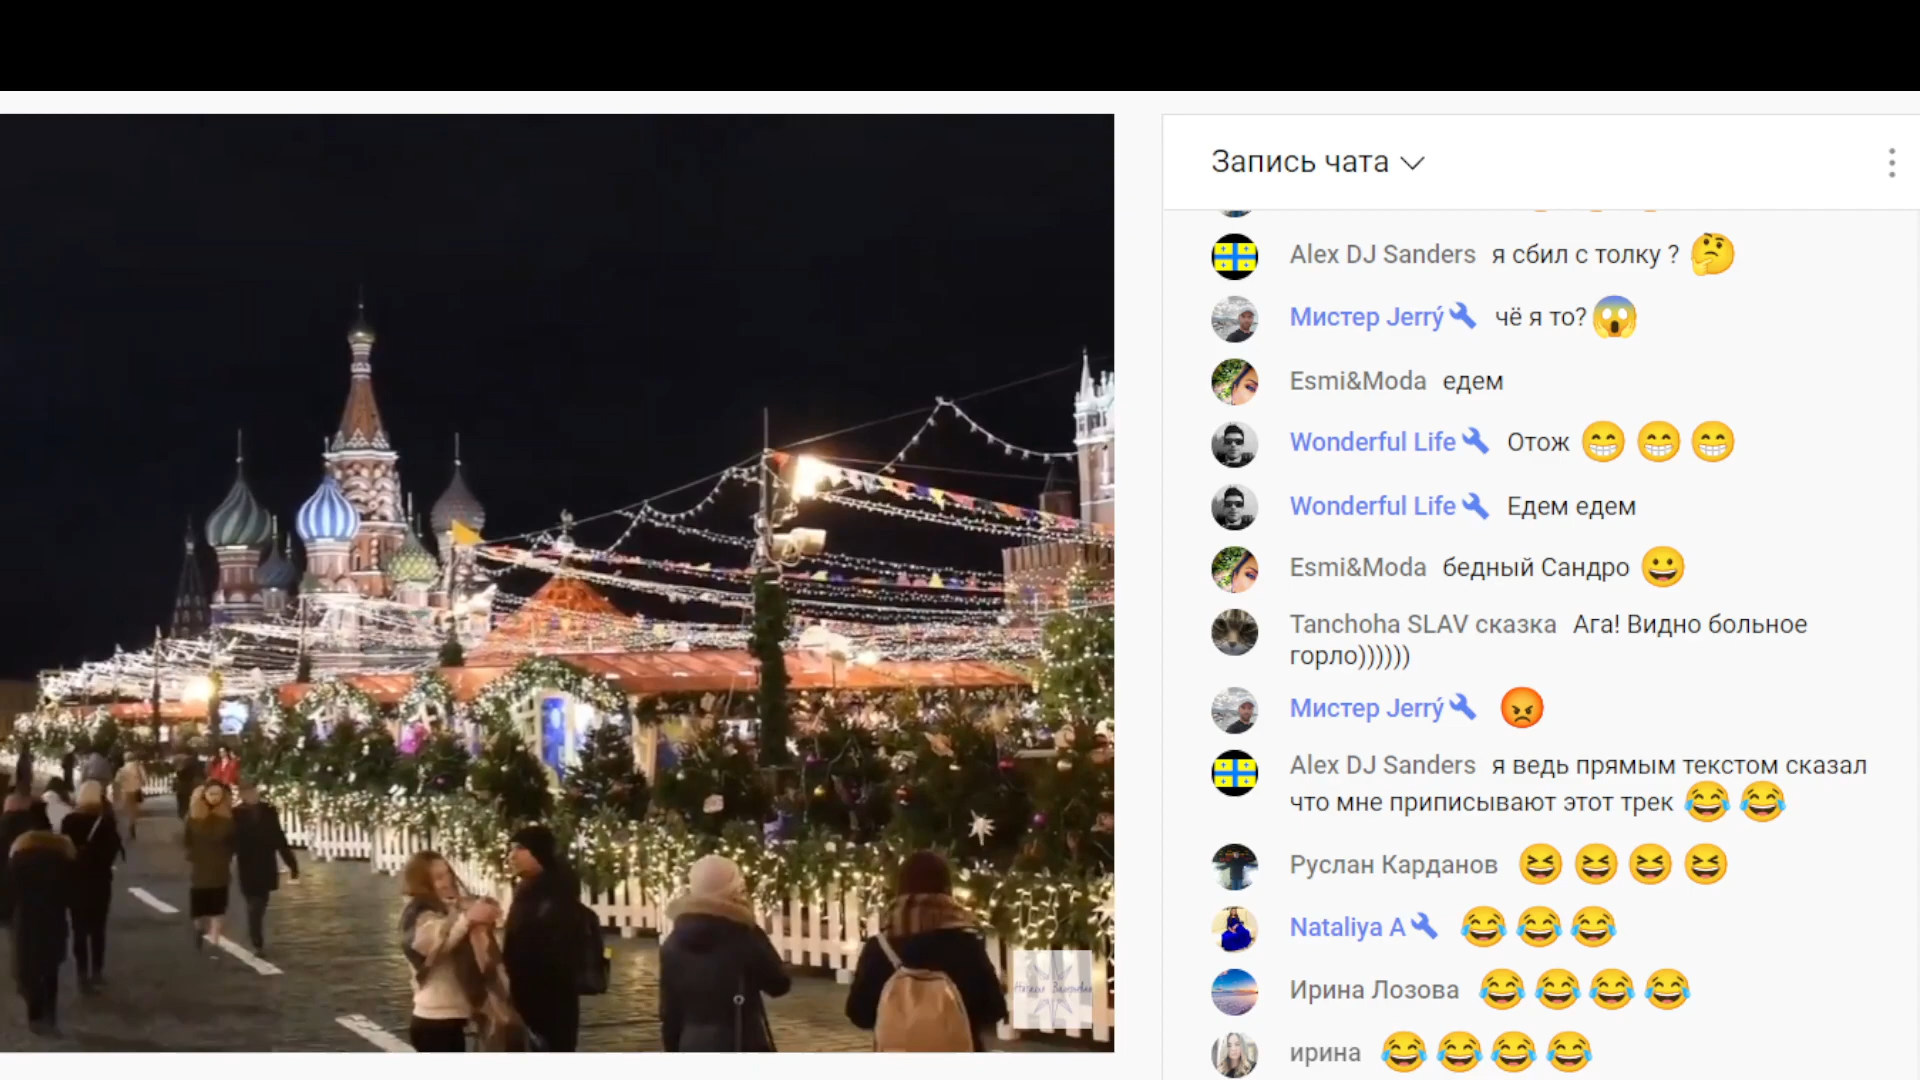 Запись чата
Alex DJ Sanders я сбил с толку ? 🤔
Мистер Jerrý чё я то? 😱
Esmi&Moda едем
Wonderful Life Отож 😁 😁 😁
Wonderful Life Едем едем
Esmi&Moda бедный Сандро 😀
Tanchoha SLAV сказка Ага! Видно больное
горло))))))
Мистер Jerrý 😡
Alex DJ Sanders я ведь прямым текстом сказал
что мне приписывают этот трек 😂 😂
Руслан Карданов 😆 😆 😆 😆
Nataliya A 😂 😂 😂
Ирина Лозова 😂 😂 😂 😂
ирина 😂 😂 😂 😂